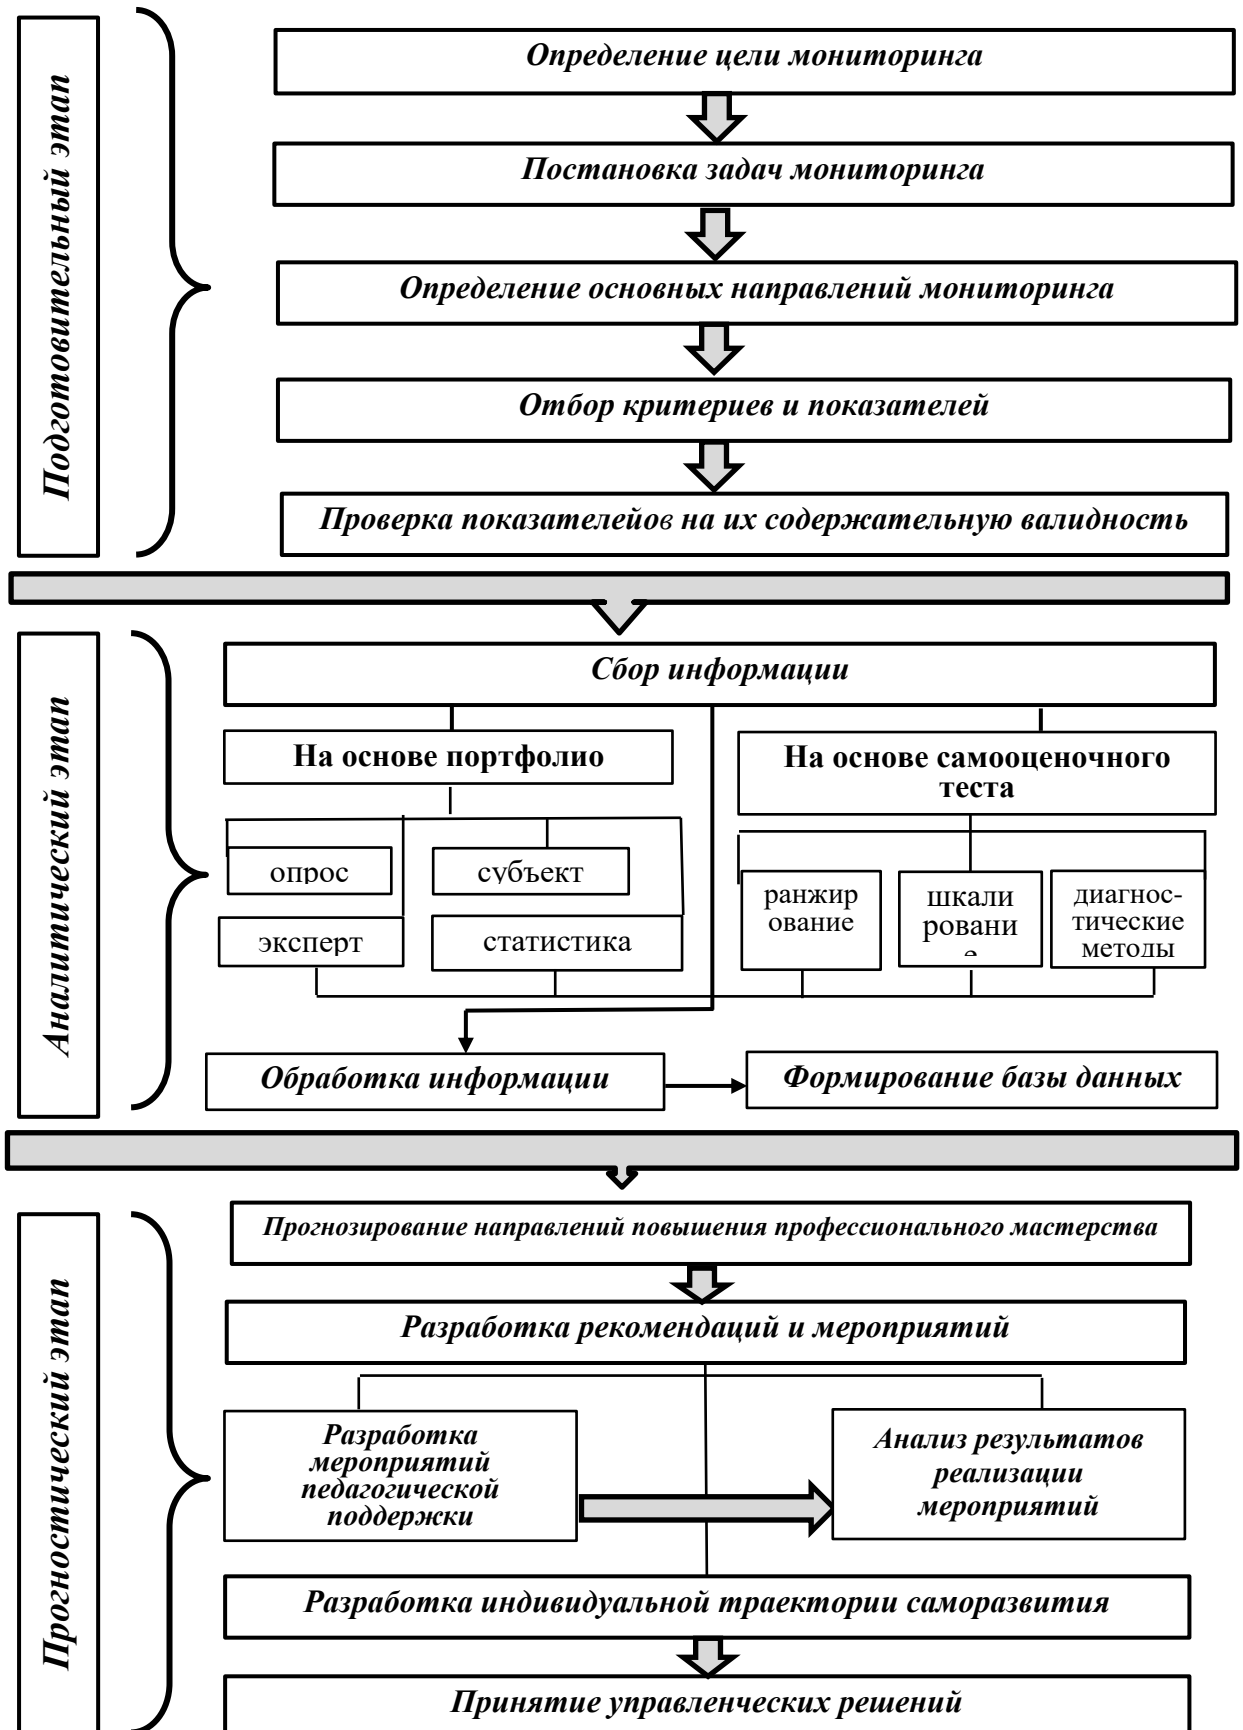 Подготовительный этап
Определение цели мониторинга
Постановка задач мониторинга
Определение основных направлений мониторинга
Отбор критериев и показателей
Проверка показателейов на их содержательную валидность
Аналитический этап
Сбор информации
На основе портфолио
На основе самооценочного
теста
опрос
субъект
эксперт
статистика
ранжир
ование
шкали
ровани
е
диагнос-
тические
методы
Обработка информации
Формирование базы данных
Прогностический этап
Прогнозирование направлений повышения профессионального мастерства
Разработка рекомендаций и мероприятий
Разработка
мероприятий
педагогической
поддержки
Анализ результатов
реализации
мероприятий
Разработка индивидуальной траектории саморазвития
Принятие управленческих решений